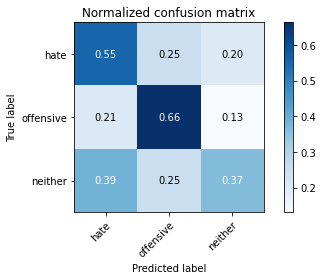 Normalized confusion matrix
True label
hate 0.55 0.25 0.20
offensive 0.21 0.66 0.13
neither 0.39 0.25 0.37
hate offensive neither
Predicted label
0.6
0.5
0.4
0.3
0.2